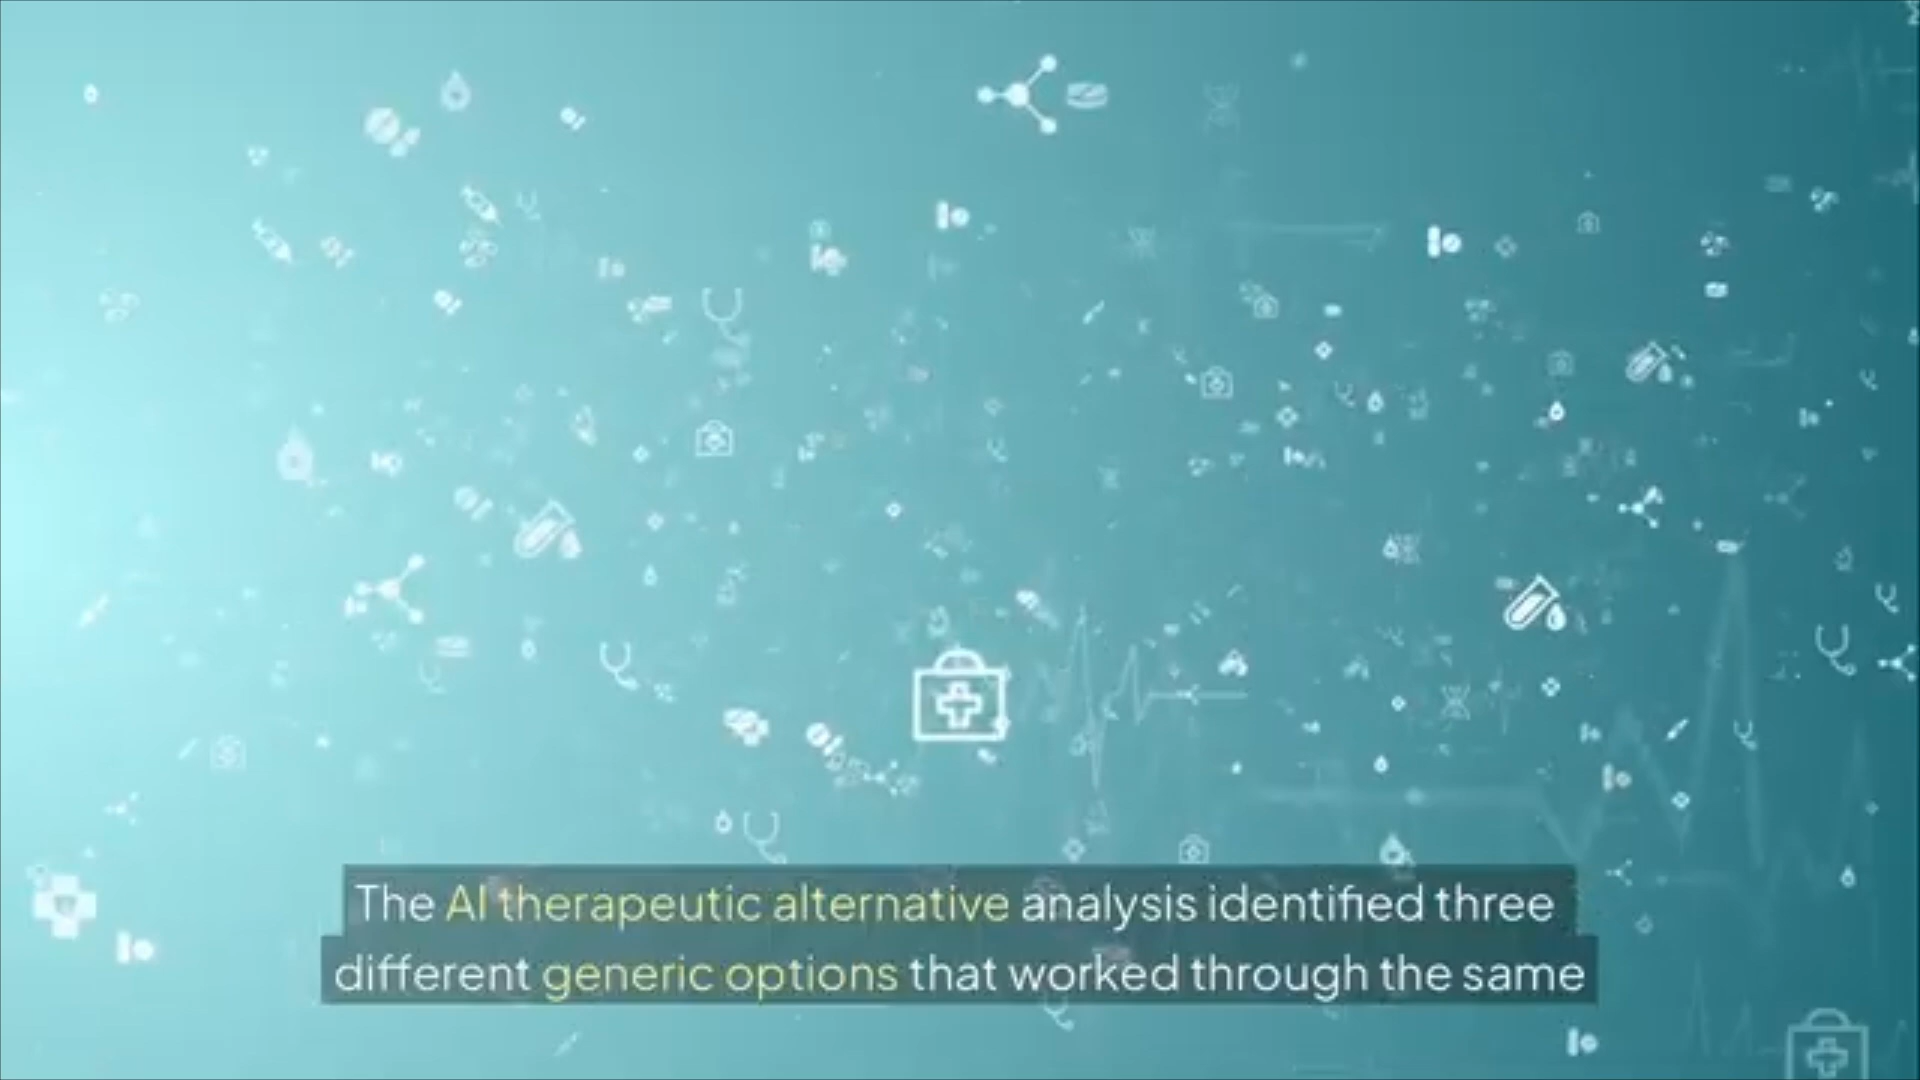 The AI therapeutic alternative analysis identified three
different generic options that worked through the same